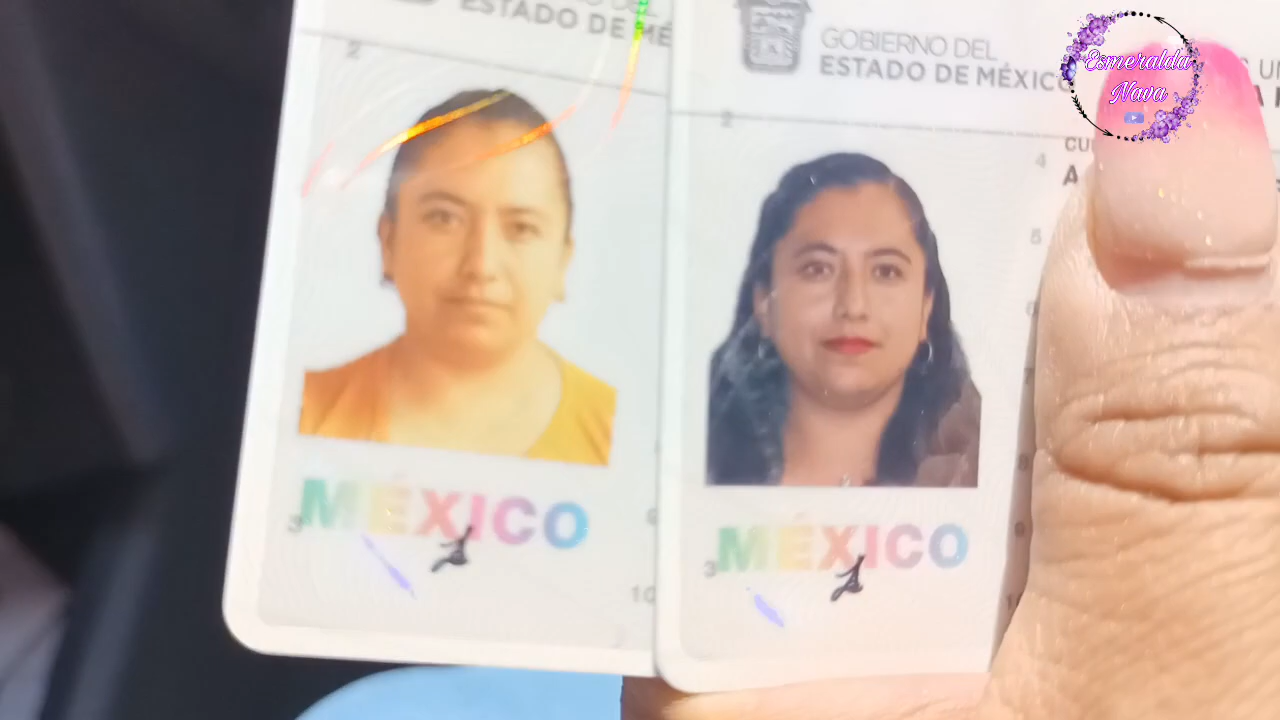 ESTADO DE MÉ
2
MÉXICO
3
10
GOBIERNO DEL
ESTADO DE MÉXICO
2
4
5
MÉXICO
3
Esmeralda
Nava